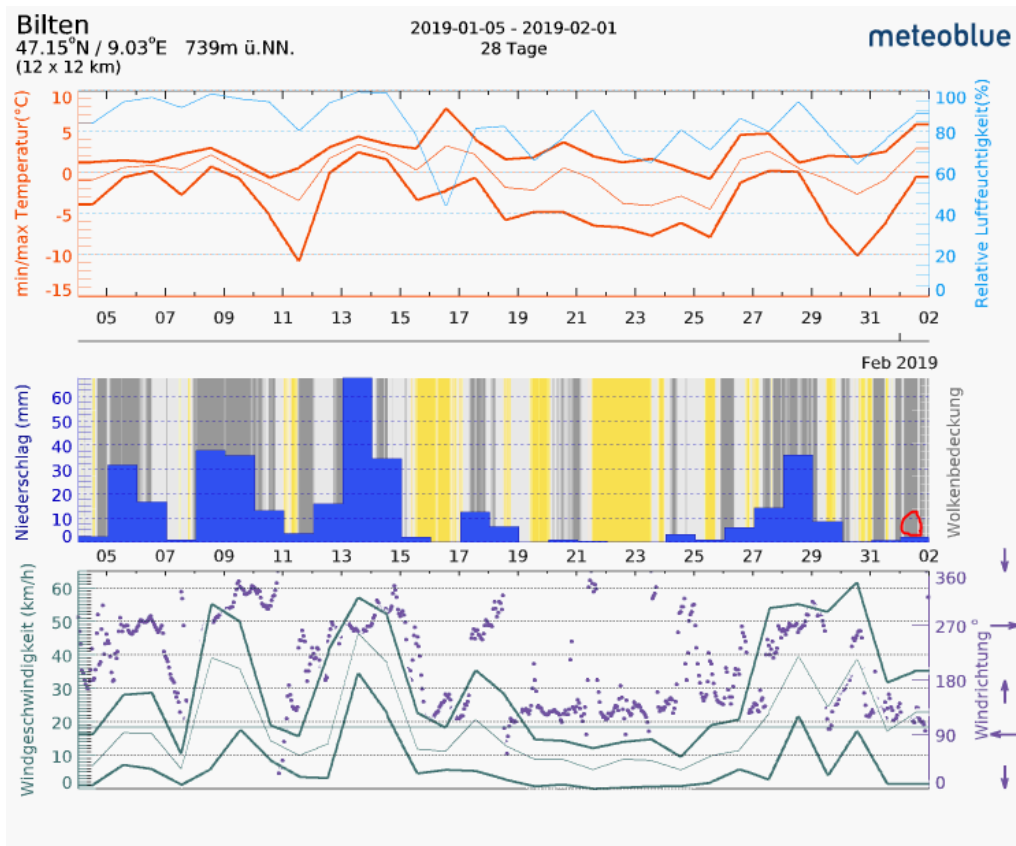 Bilten
47.15°N / 9.03°E 739m ü.NN.
(12 x 12 km)
2019-01-05 - 2019-02-01
28 Tage
meteoblue
min/max Temperatur(°C)
10
5
0
-5
-10
-15
100
80
60
40
20
0
Relative Luftfeuchtigkeit(%)
05 07 09 11 13 15 17 19 21 23 25 27 29 31 02
Feb 2019
Niederschlag (mm)
60
50
40
30
20
10
0
Wolkenbedeckung
05 07 09 11 13 15 17 19 21 23 25 27 29 31 02
Windgeschwindigkeit (km/h)
60
50
40
30
20
10
0
360
270
180
90
0
Windrichtung °